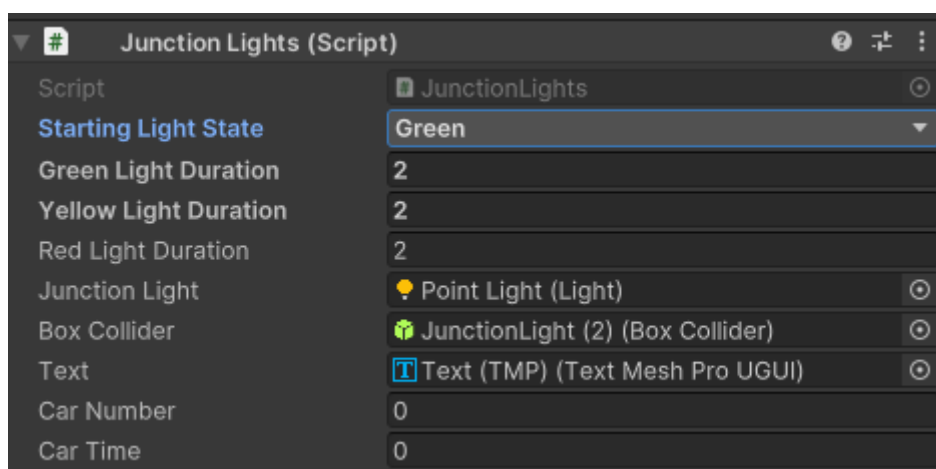 # Junction Lights (Script)
Script # JunctionLights
Starting Light State Green
Green Light Duration 2
Yellow Light Duration 2
Red Light Duration 2
Junction Light Point Light (Light)
Box Collider JunctionLight (2) (Box Collider)
Text T Text (TMP) (Text Mesh Pro UGUI)
Car Number 0
Car Time 0